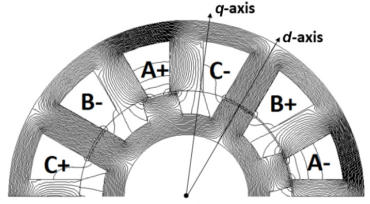 q-axis
d-axis
A+
C-
B-
B+
C+
A-